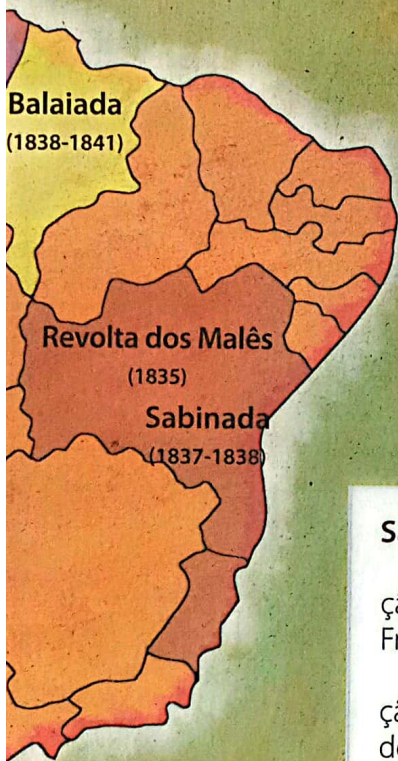 Balaiada
(1838-1841)
Revolta dos Malês
(1835)
Sabinada
(1837-1838)